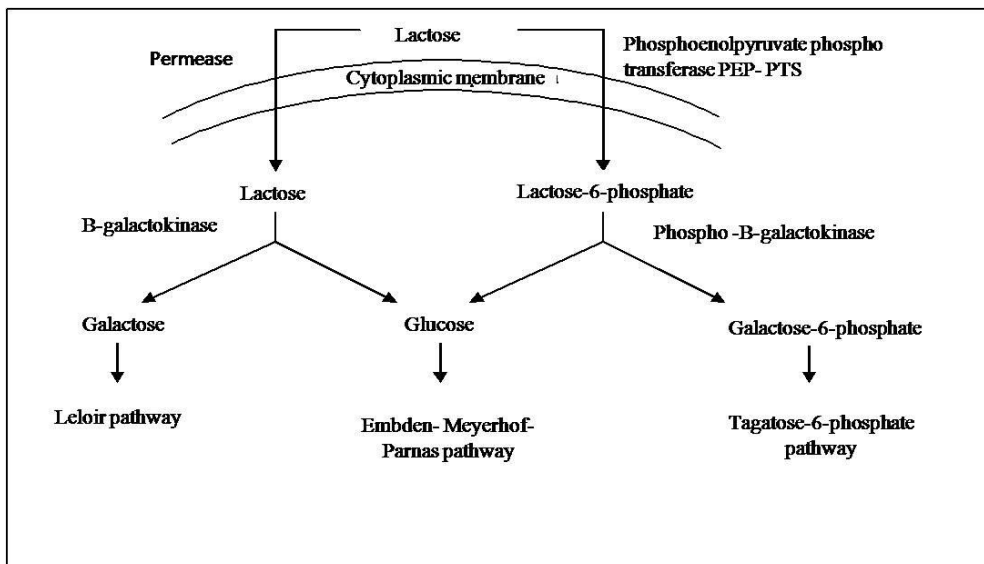 Lactose
Permease
Phosphoenolpyruvate phospho
transferase PEP- PTS
Cytoplasmic membrane
Lactose
Lactose-6-phosphate
B-galactokinase
Phospho -B-galactokinase
Galactose
Glucose
Galactose-6-phosphate
Leloir pathway
Embden- Meyerhof-
Parnas pathway
Tagatose-6-phosphate
pathway